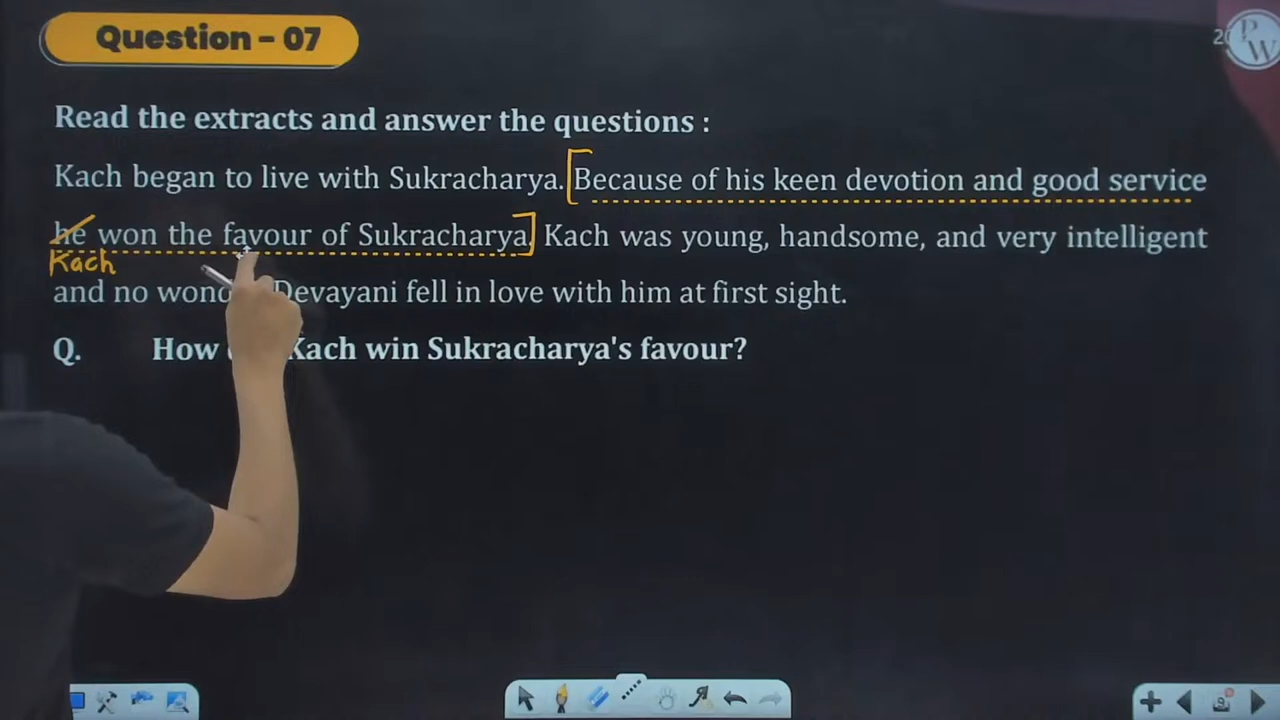 Question - 07
PW
Read the extracts and answer the questions :
Kach began to live with Sukracharya. Because of his keen devotion and good service
he won the favour of Sukracharya. Kach was young, handsome, and very intelligent
Kach
and no Devayani fell in love with him at first sight.
Q. How Kach win Sukracharya's favour?